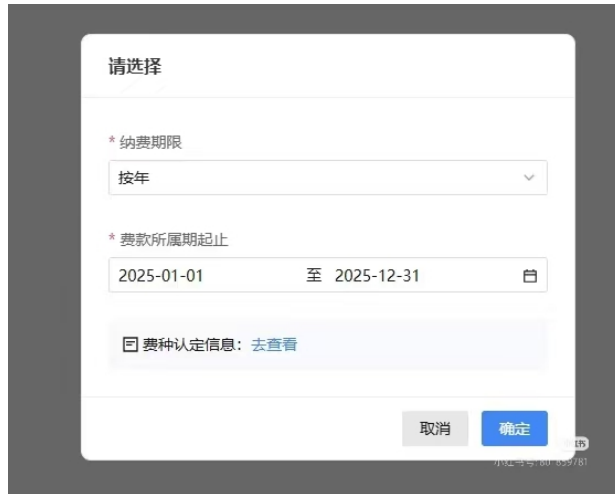 请选择
* 纳费期限
按年
* 费款所属期起止
2025-01-01 至 2025-12-31
费种认定信息：去查看
取消 确定